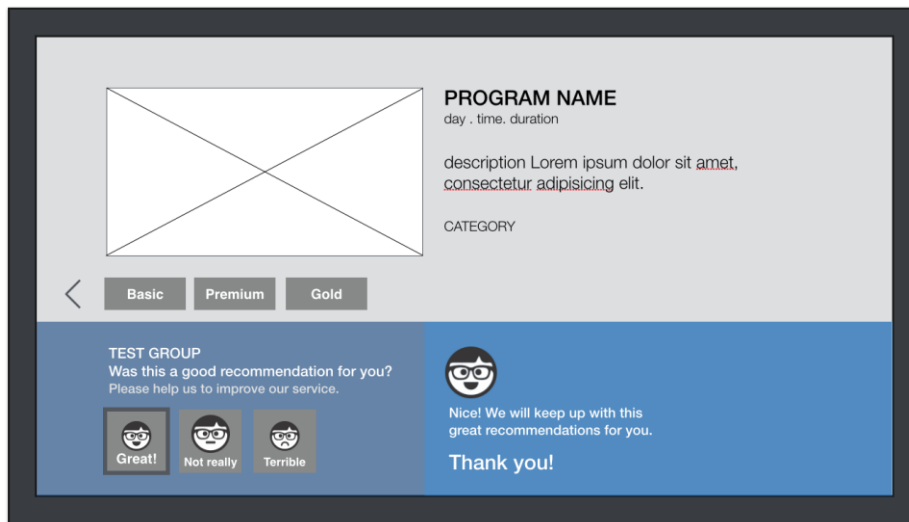 PROGRAM NAME
day . time. duration
description Lorem ipsum dolor sit amet,
consectetur adipisicing elit.
CATEGORY
Basic
Premium
Gold
TEST GROUP
Was this a good recommendation for you?
Please help us to improve our service.
Great!
Not really
Terrible
Nice! We will keep up with this
great recommendations for you.
Thank you!